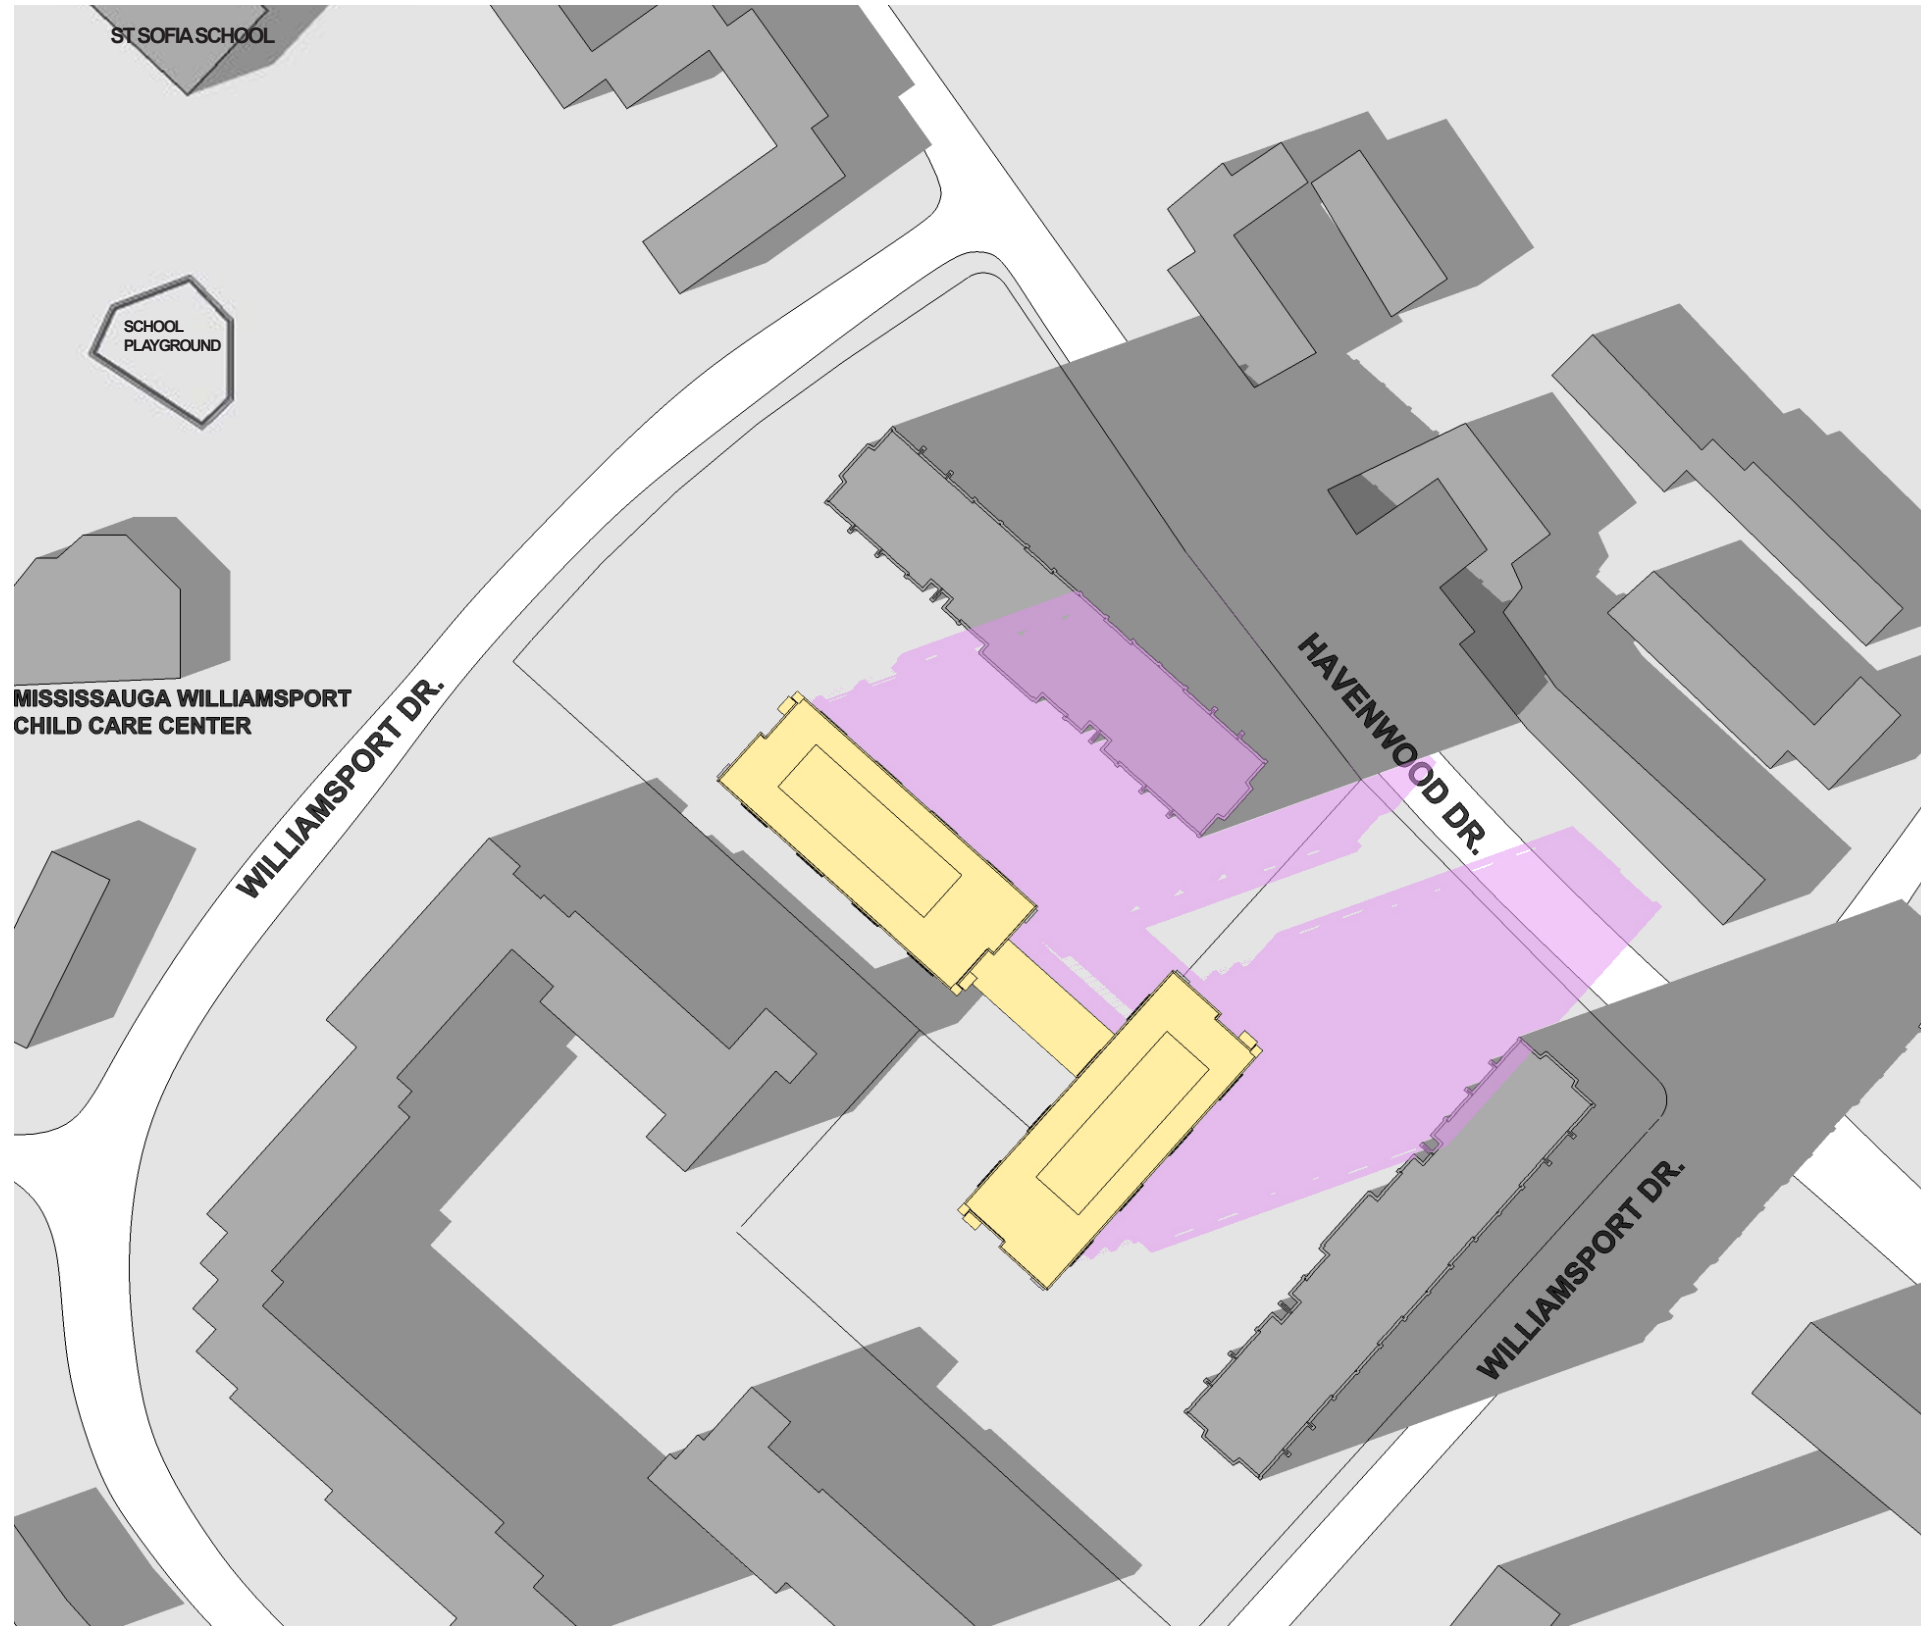 ST SOFIA SCHOOL
SCHOOL
PLAYGROUND
MISSISSAUGA WILLIAMSPORT
CHILD CARE CENTER
WILLIAMSPORT DR.
HAVENWOOD DR.
WILLIAMSPORT DR.